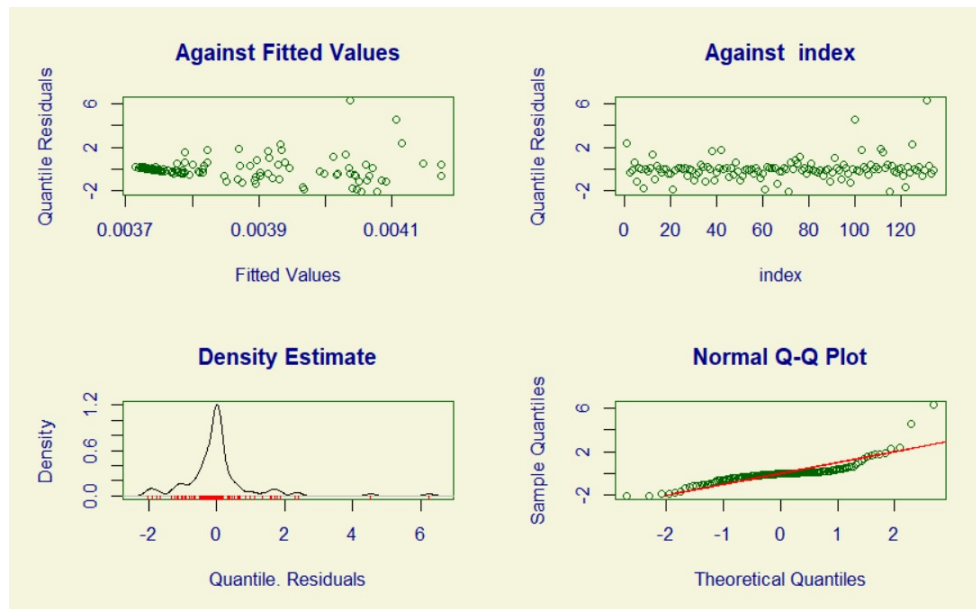 Against Fitted Values
Quantile Residuals
6
2
-2
0.0037
0.0039
0.0041
Fitted Values
Against  index
Quantile Residuals
6
2
-2
0
20
40
60
80
100
120
index
Density Estimate
Density
1.2
0.6
0.0
-2
0
2
4
6
Quantile. Residuals
Normal Q-Q Plot
Sample Quantiles
6
2
-2
-2
-1
0
1
2
Theoretical Quantiles